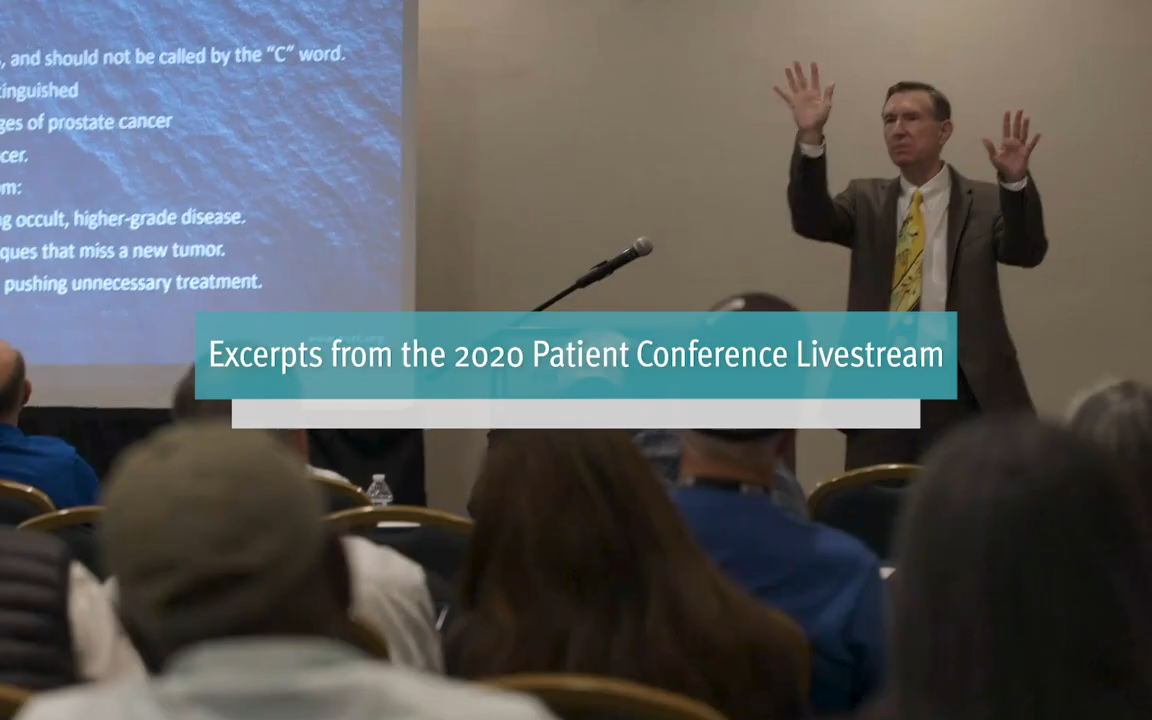 , and should not be called by the “C” word.
tinguished
ges of prostate cancer
cer.
om:
g occult, higher-grade disease.
ques that miss a new tumor.
pushing unnecessary treatment.
Excerpts from the 2020 Patient Conference Livestream